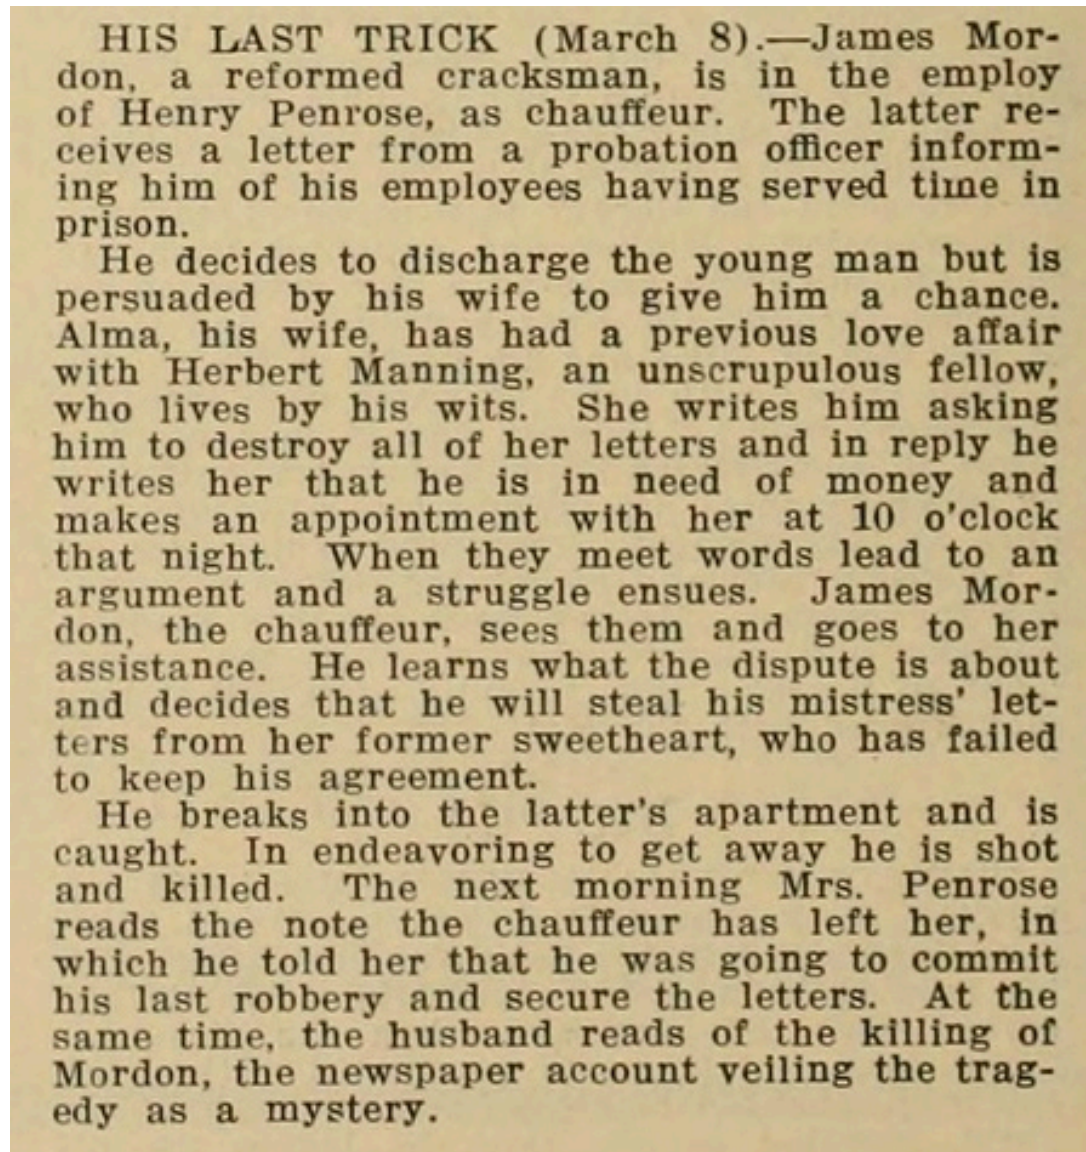 HIS LAST TRICK (March 8).—James Mor-
don, a reformed cracksman, is in the employ
of Henry Penrose, as chauffeur. The latter re-
ceives a letter from a probation officer inform-
ing him of his employees having served time in
prison.
He decides to discharge the young man but is
persuaded by his wife to give him a chance.
Alma, his wife, has had a previous love affair
with Herbert Manning, an unscrupulous fellow,
who lives by his wits. She writes him asking
him to destroy all of her letters and in reply he
writes her that he is in need of money and
makes an appointment with her at 10 o'clock
that night. When they meet words lead to an
argument and a struggle ensues. James Mor-
don, the chauffeur, sees them and goes to her
assistance. He learns what the dispute is about
and decides that he will steal his mistress' let-
ters from her former sweetheart, who has failed
to keep his agreement.
He breaks into the latter's apartment and is
caught. In endeavoring to get away he is shot
and killed. The next morning Mrs. Penrose
reads the note the chauffeur has left her, in
which he told her that he was going to commit
his last robbery and secure the letters. At the
same time, the husband reads of the killing of
Mordon, the newspaper account veiling the trag-
edy as a mystery.